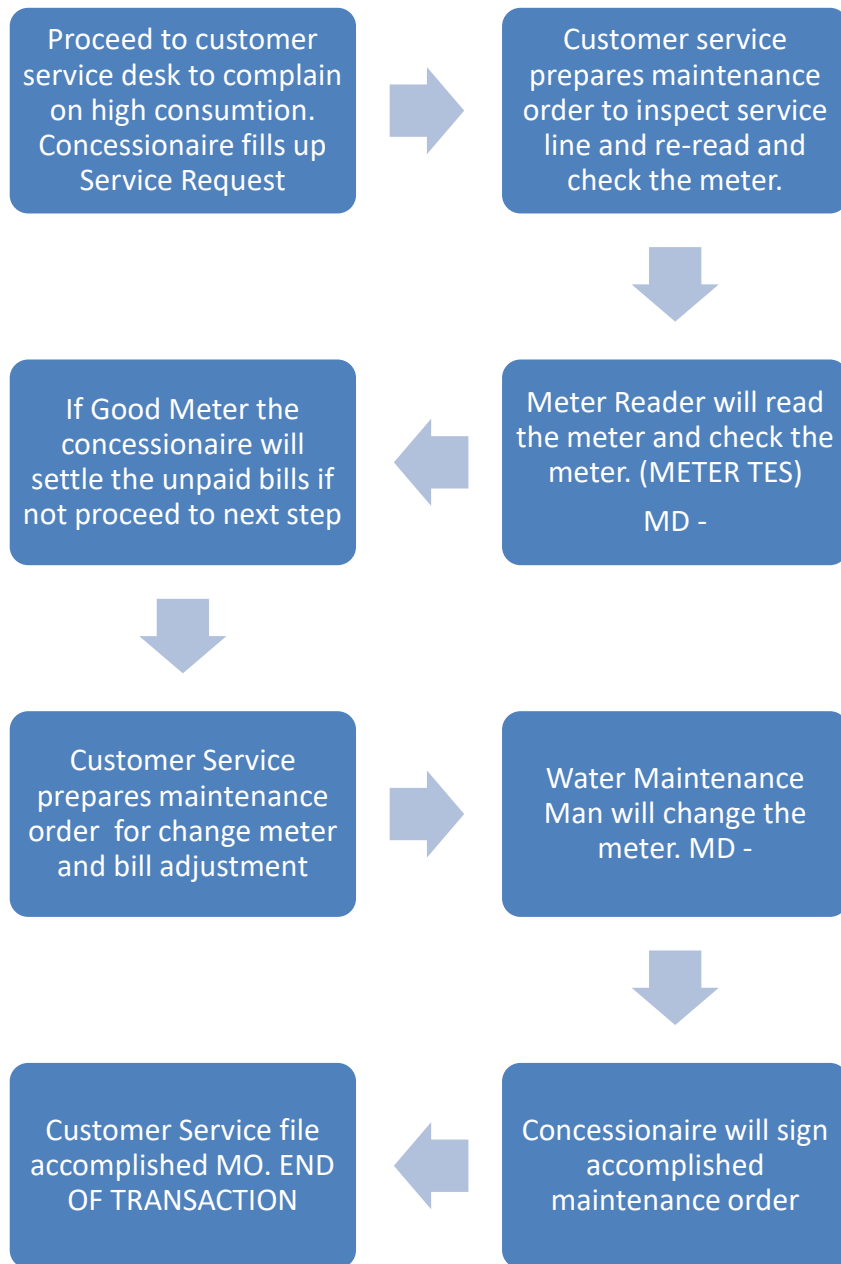 Proceed to customer
service desk to complain
on high consumtion.
Concessionaire fills up
Service Request
Customer service
prepares maintenance
order to inspect service
line and re-read and
check the meter.
Meter Reader will read
the meter and check the
meter. (METER TES)
MD -
If Good Meter the
concessionaire will
settle the unpaid bills if
not proceed to next step
Customer Service
prepares maintenance
order  for change meter
and bill adjustment
Water Maintenance
Man will change the
meter. MD -
Concessionaire will sign
accomplished
maintenance order
Customer Service file
accomplished MO. END
OF TRANSACTION